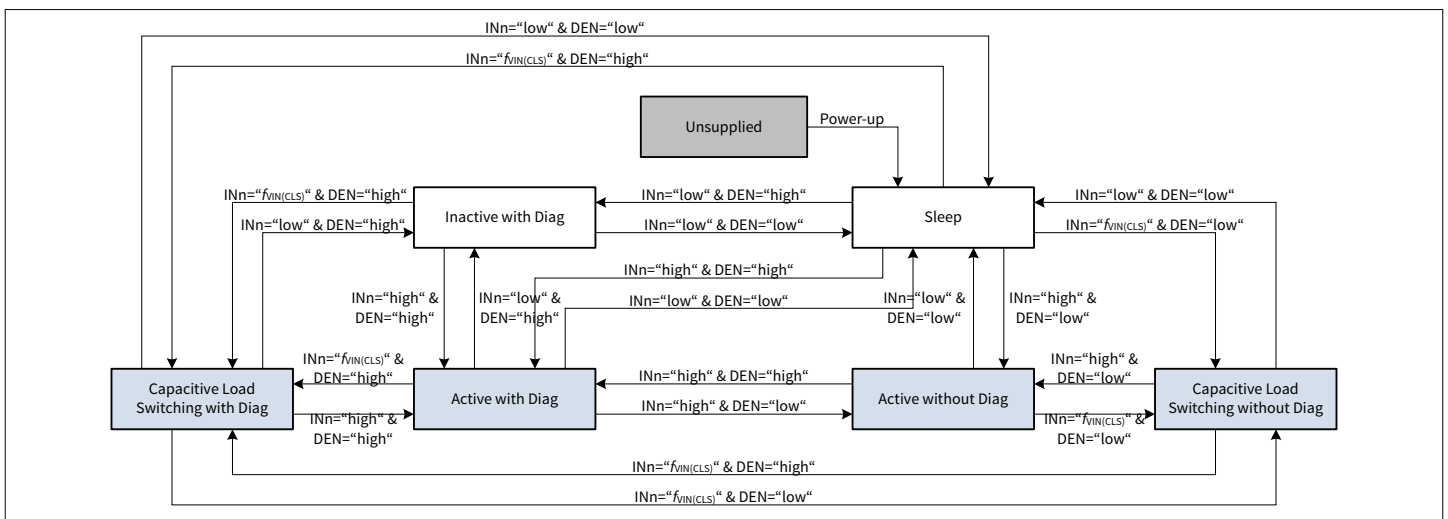 INn=“low“ & DEN=“low“
INn=“fVIN(CLS)“ & DEN=“high“
Unsupplied
Power-up
INn=“fVIN(CLS)“ & DEN=“high“
INn=“low“ & DEN=“high“
Inactive with Diag
INn=“low“ & DEN=“high“
INn=“low“ & DEN=“low“
Sleep
INn=“low“ & DEN=“low“
INn=“fVIN(CLS)“ & DEN=“low“
INn=“high“ &
DEN=“high“
INn=“low“ &
DEN=“high“
INn=“high“ & DEN=“high“
INn=“low“ & DEN=“low“
INn=“low“ &
DEN=“low“
INn=“high“ &
DEN=“low“
Capacitive Load
Switching with Diag
INn=“fVIN(CLS)“ &
DEN=“high“
INn=“high“ &
DEN=“high“
Active with Diag
INn=“high“ & DEN=“high“
INn=“high“ & DEN=“low“
Active without Diag
INn=“high“ &
DEN=“low“
INn=“fVIN(CLS)“ &
DEN=“low“
Capacitive Load
Switching without Diag
INn=“fVIN(CLS)“ & DEN=“high“
INn=“fVIN(CLS)“ & DEN=“low“